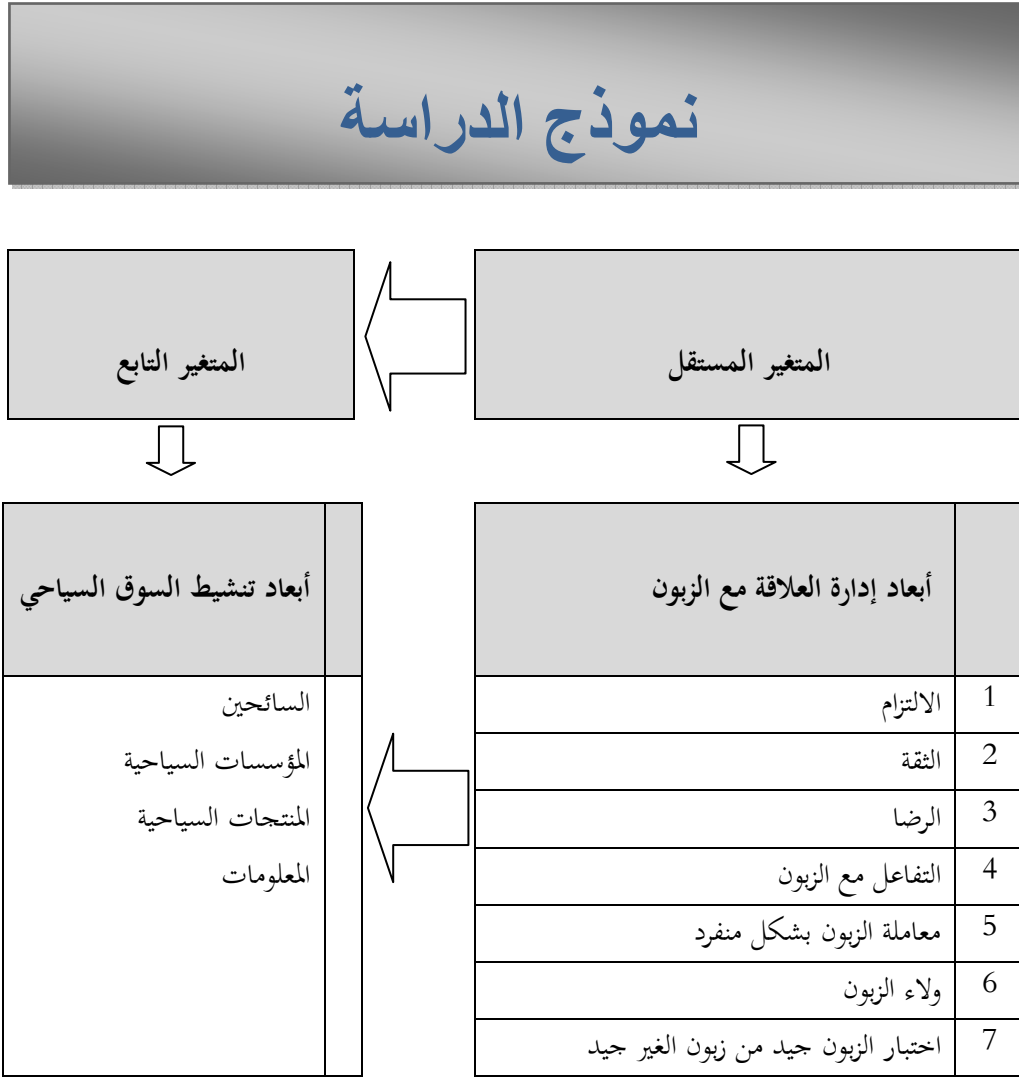 نموذج الدراسة
المتغير المستقل
المتغير التابع
أبعاد إدارة العلاقة مع الزبون
1 الالتزام
2 الثقة
3 الرضا
4 التفاعل مع الزبون
5 معاملة الزبون بشكل منفرد
6 ولاء الزبون
7 اختبار الزبون جيد من زبون الغير جيد
أبعاد تنشيط السوق السياحي
السائحين
المؤسسات السياحية
المنتجات السياحية
المعلومات